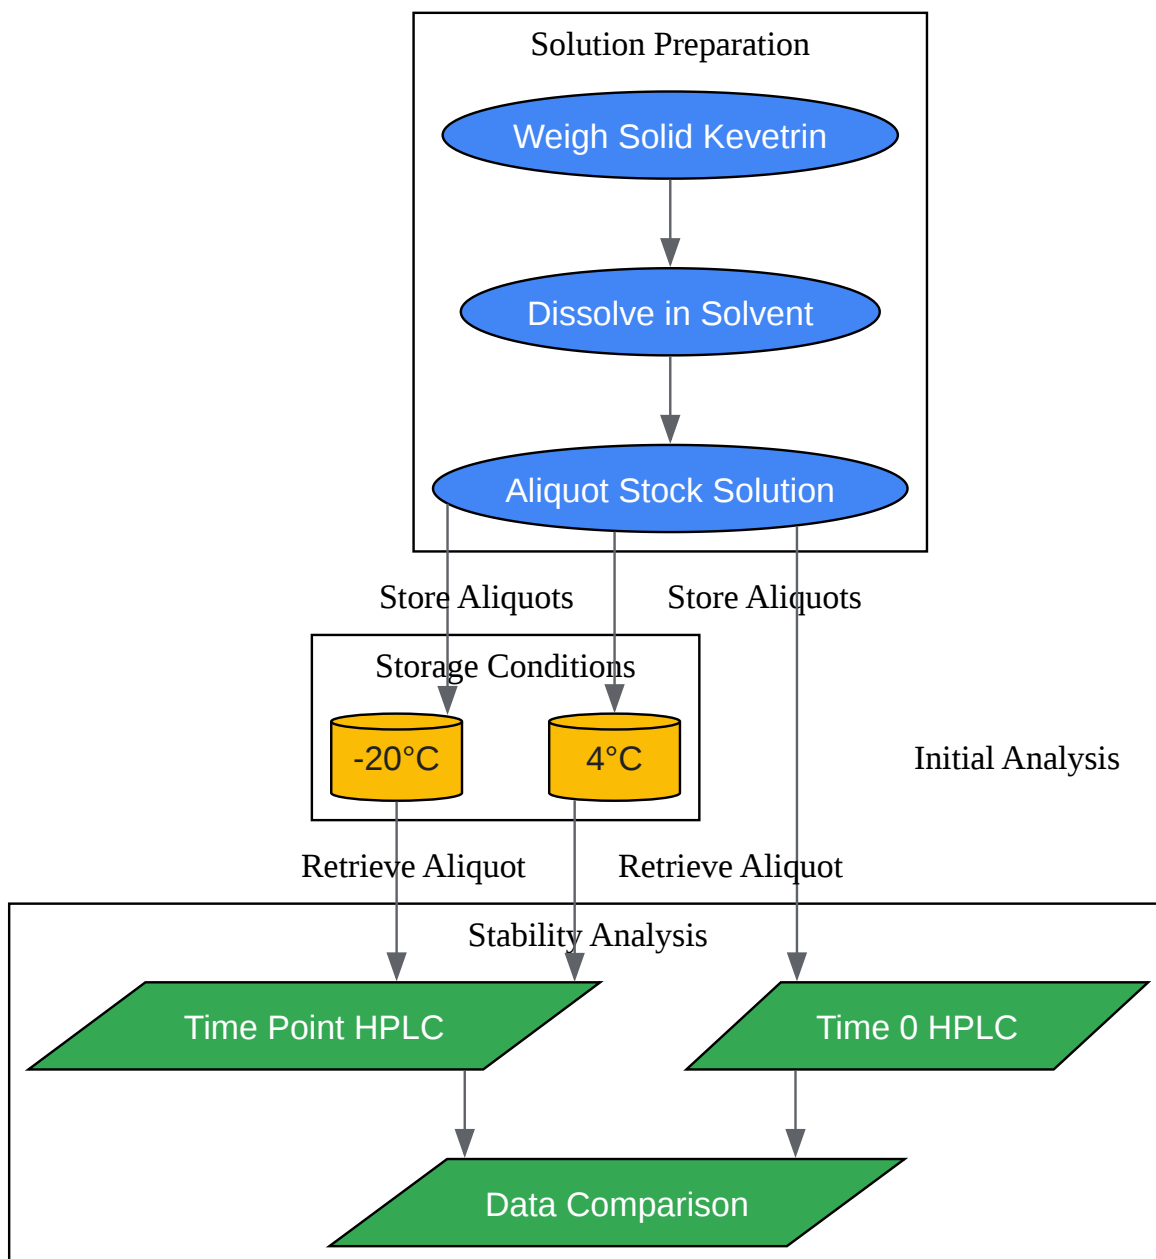 Solution Preparation
Weigh Solid Kevetrin
Dissolve in Solvent
Aliquot Stock Solution
Store Aliquots
Store Aliquots
Storage Conditions
-20°C
4°C
Initial Analysis
Retrieve Aliquot
Retrieve Aliquot
Stability Analysis
Time Point HPLC
Time 0 HPLC
Data Comparison